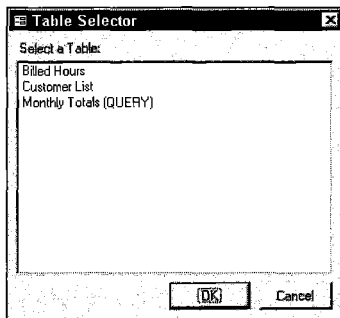 Table Selector
Select a Table:
Billed Hours
Customer List
Monthly Totals (QUERY)
OK
Cancel